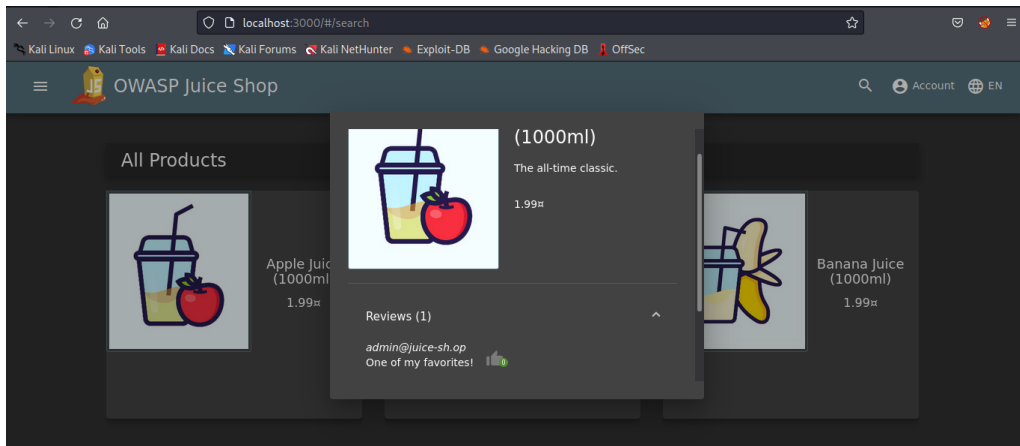 localhost:3000/#/search
Kali Linux Kali Tools Kali Docs Kali Forums Kali NetHunter Exploit-DB Google Hacking DB OffSec
JS OWASP Juice Shop Account EN
All Products
(1000ml)
The all-time classic.
1.99¤
Apple Juic
(1000ml
1.99¤
Banana Juice
(1000ml)
1.99¤
Reviews (1)
admin@juice-sh.op
One of my favorites! 0